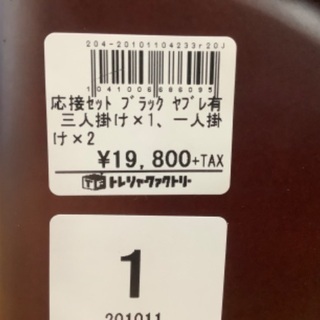 204-20101104233r20J
1041006686095
応接セット ブラック ヤブレ有
三人掛け×1、一人掛
け×2
¥19,800+TAX
TF トレジャーファクトリー
1
201011